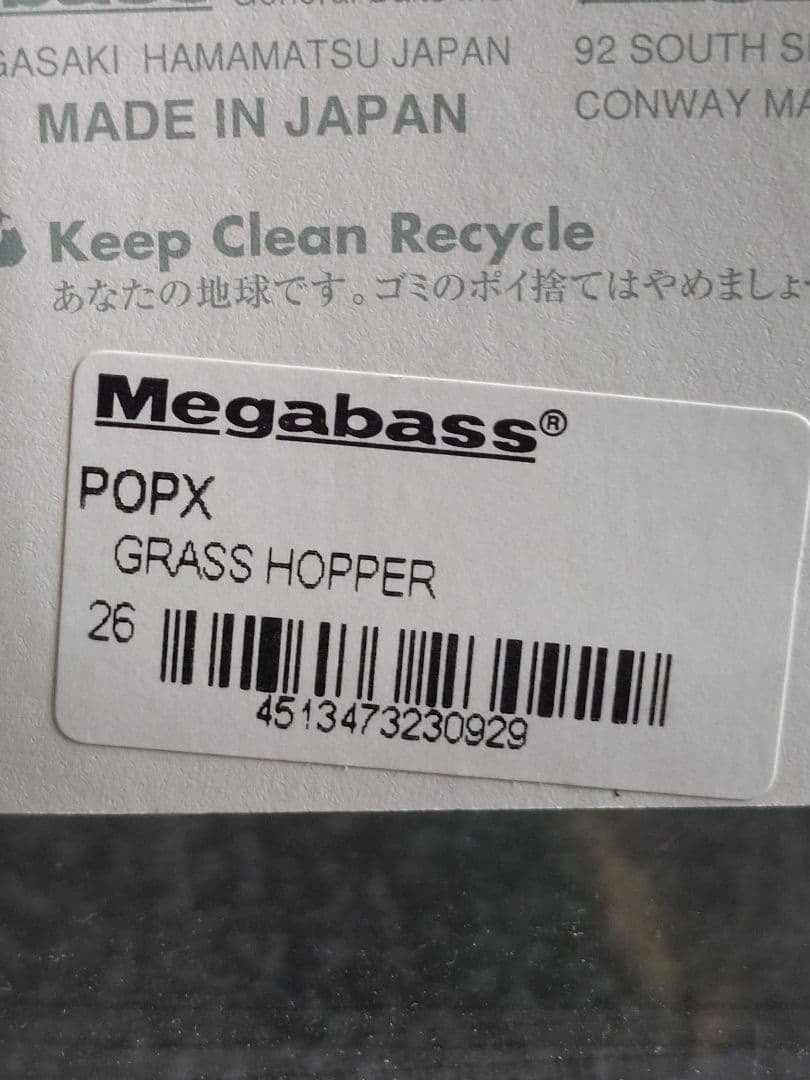 GASAKI HAMAMATSU JAPAN
92 SOUTH
MADE IN JAPAN
CONWAY
Keep Clean Recycle
あなたの地球です。ゴミのポイ捨てはやめましょ
Megabass®
POPX
GRASS HOPPER
26
4513473230929